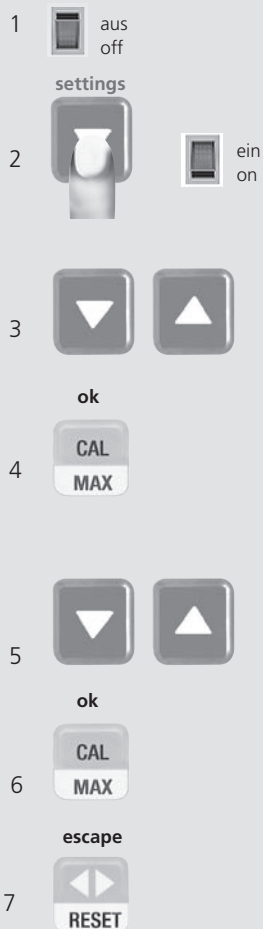 1
aus
off
settings
2
ein
on
3
ok
4
CAL
MAX
5
ok
6
CAL
MAX
escape
7
RESET